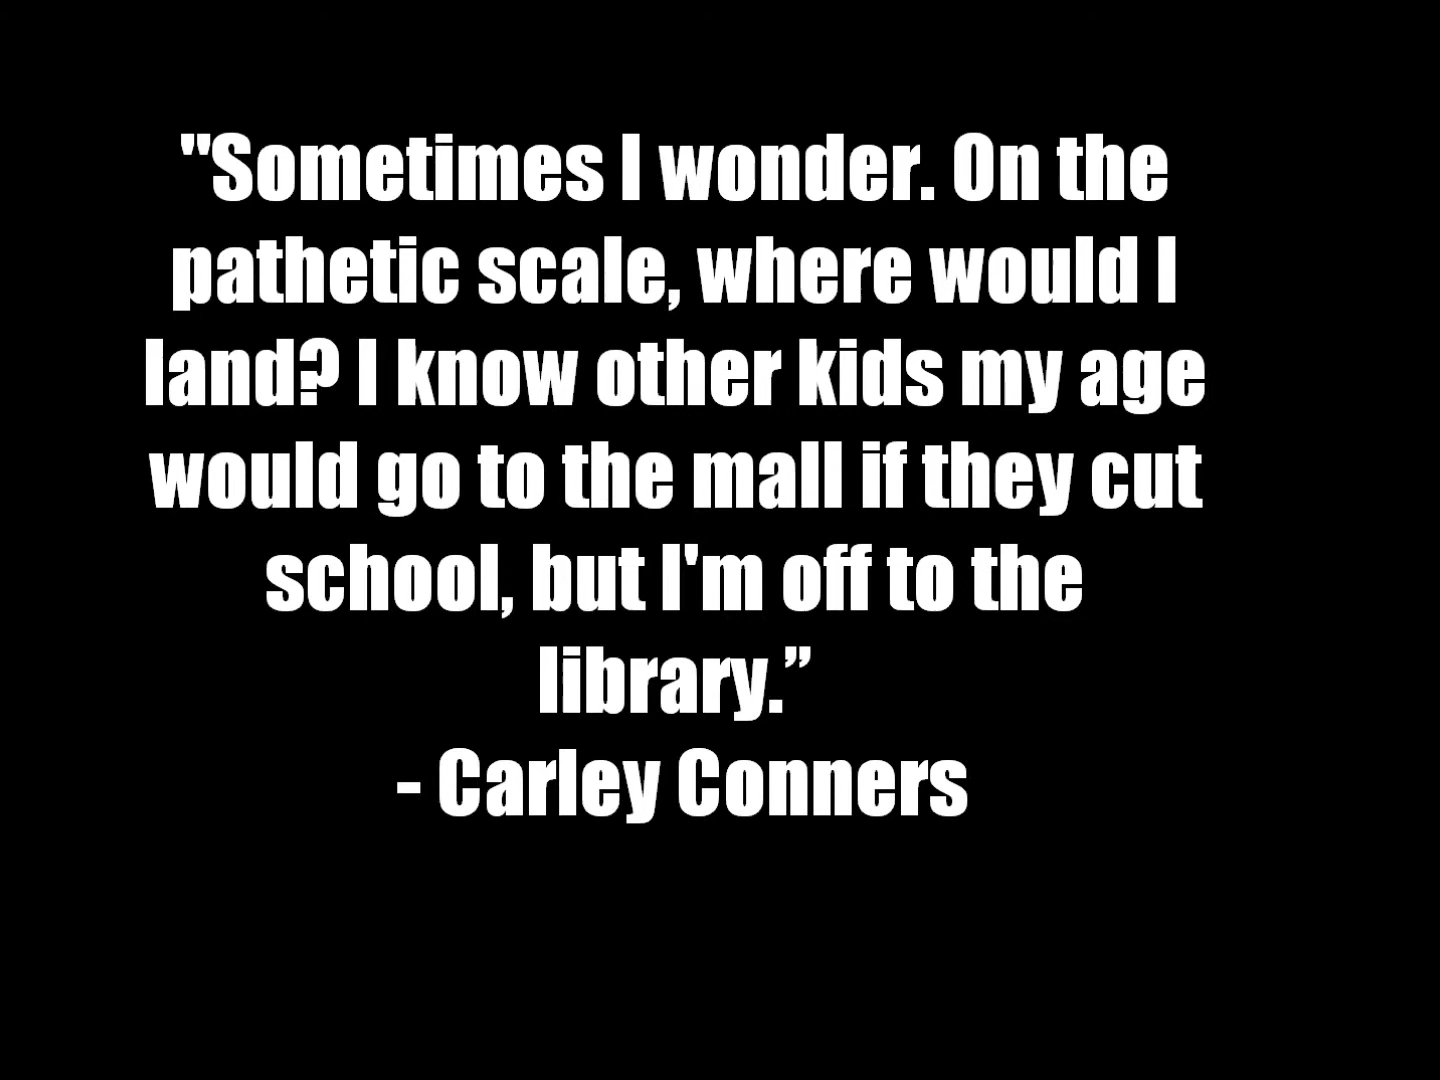 "Sometimes I wonder. On the
pathetic scale, where would I
land? I know other kids my age
would go to the mall if they cut
school, but I'm off to the
library.”
- Carley Conners